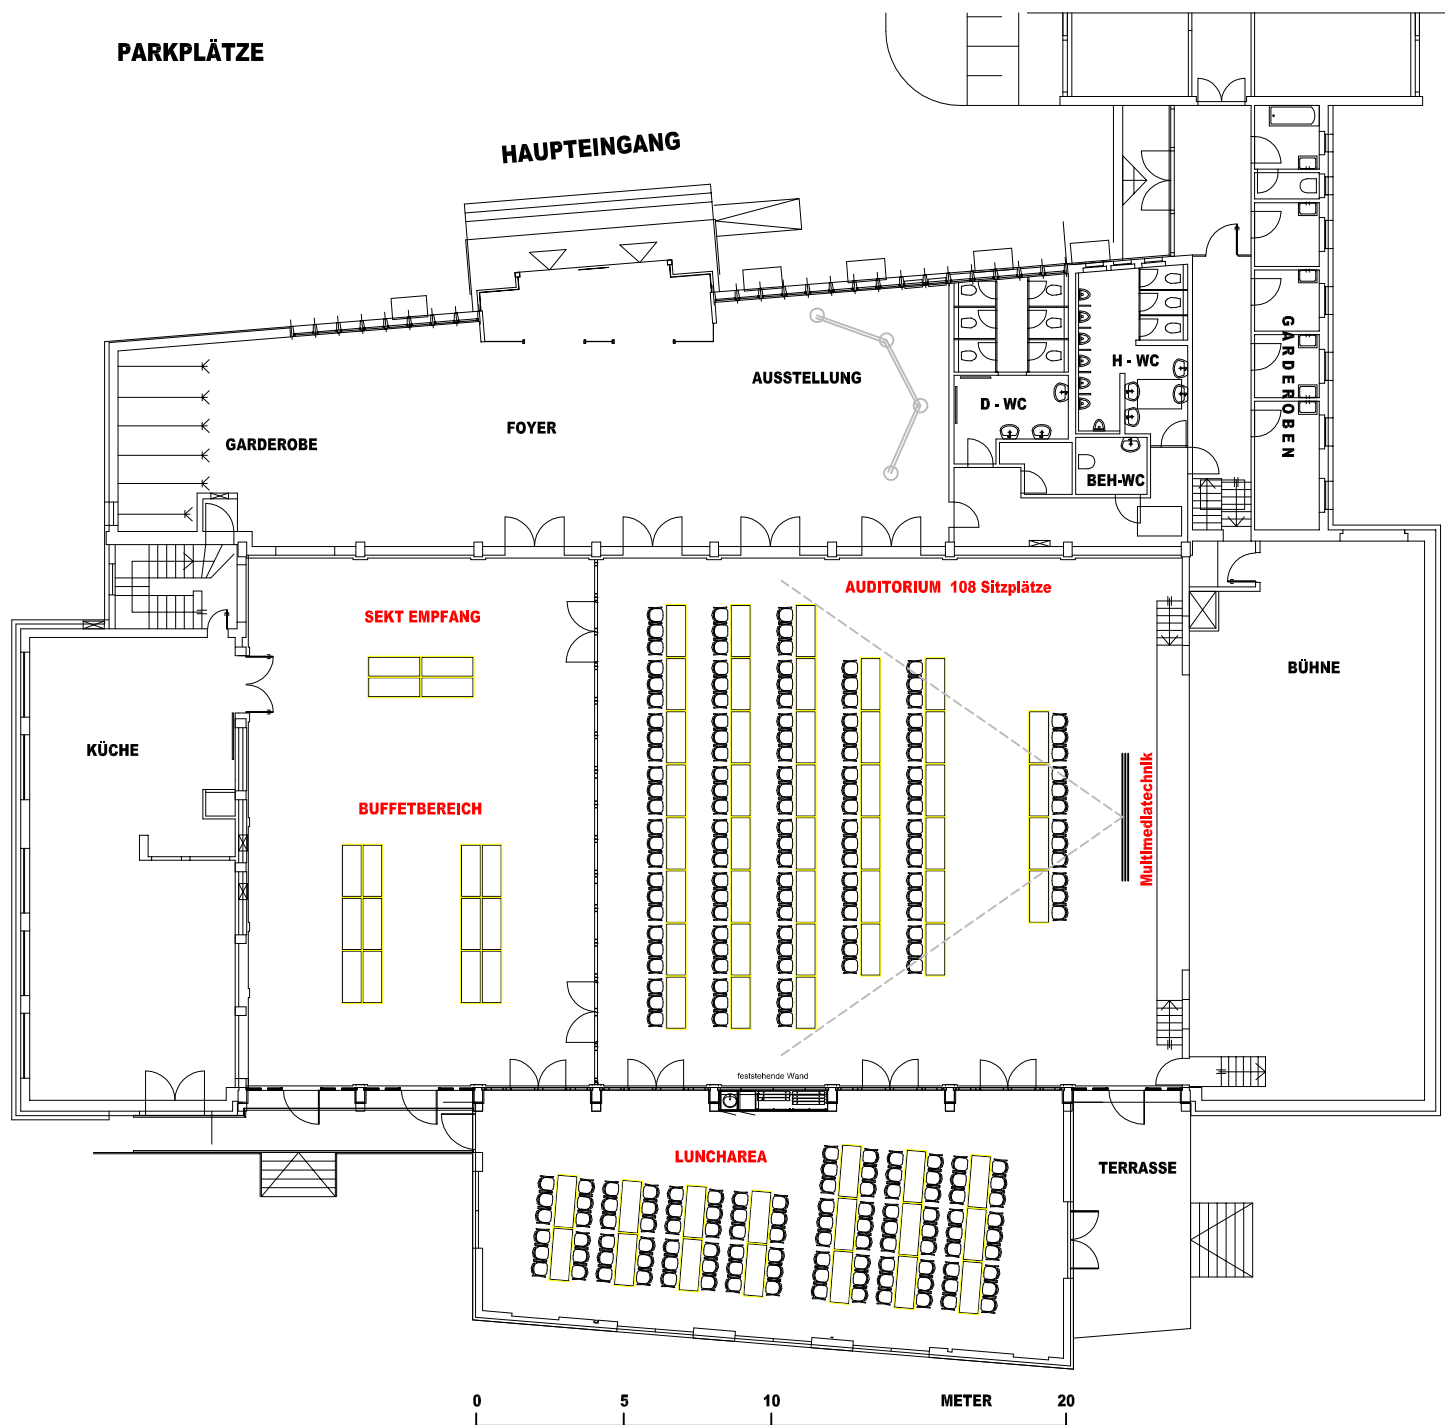 PARKPLÄTZE
HAUPTEINGANG
AUSSTELLUNG
H - WC
D - WC
GARDEROBEN
FOYER
GARDEROBE
BEH-WC
AUDITORIUM 108 Sitzplätze
SEKT EMPFANG
BÜHNE
KÜCHE
BUFFETBEREICH
Multimediatechnik
feststehende Wand
LUNCHAREA
TERRASSE
0 5 10 METER 20